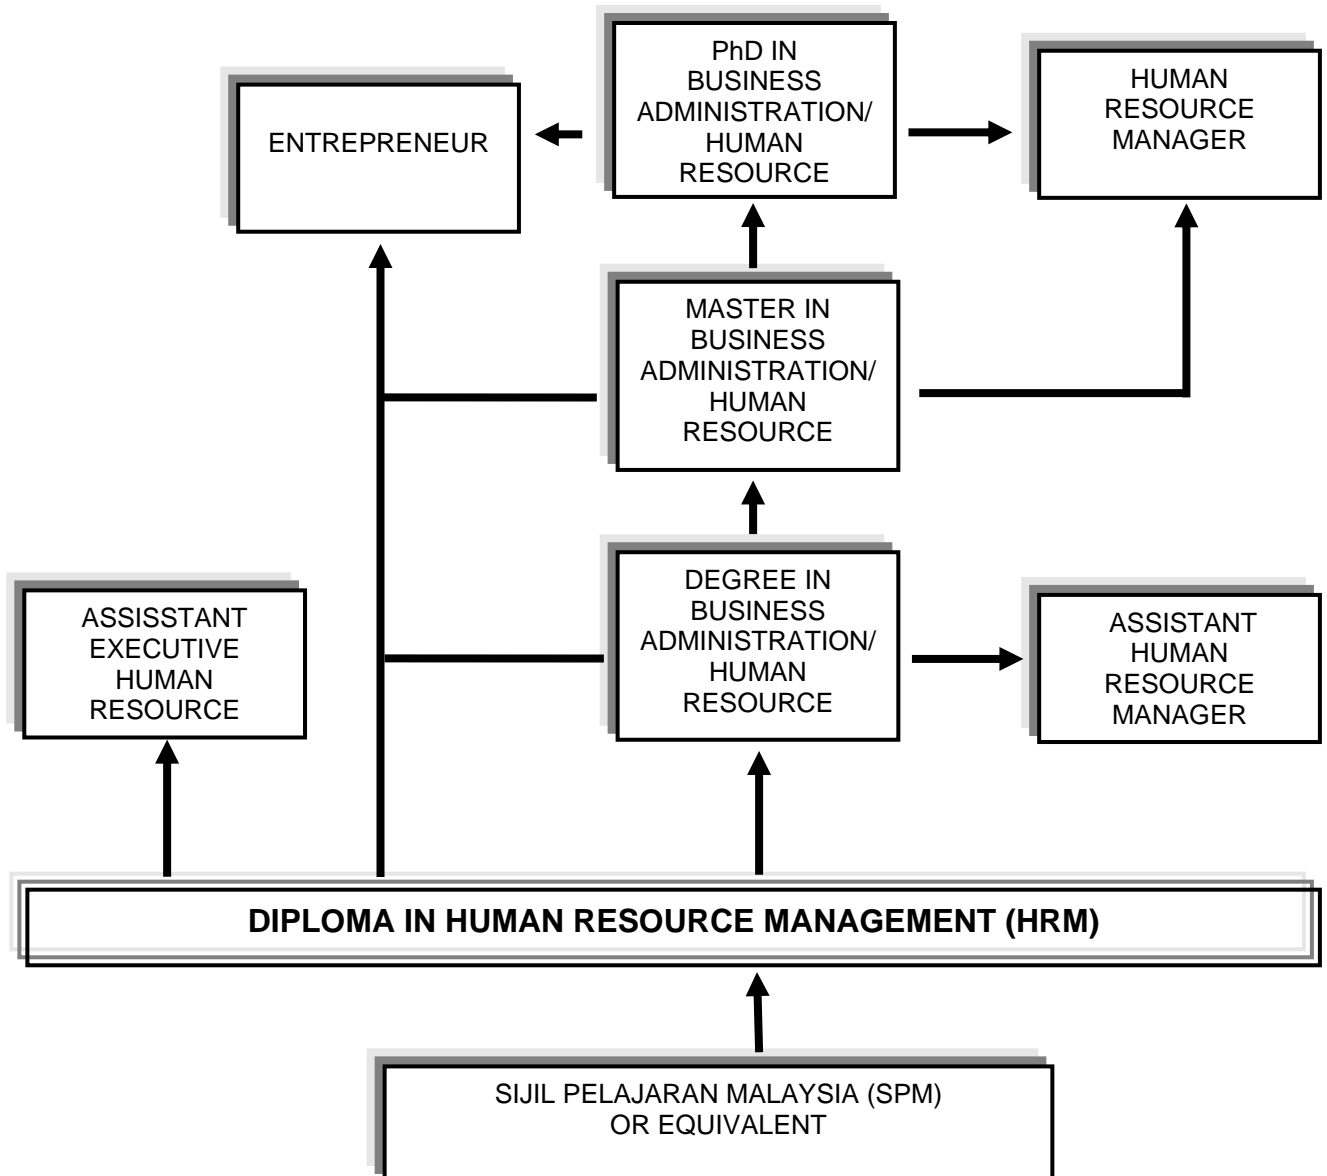 PhD IN
BUSINESS
ADMINISTRATION/
HUMAN
RESOURCE
HUMAN
RESOURCE
MANAGER
ENTREPRENEUR
MASTER IN
BUSINESS
ADMINISTRATION/
HUMAN
RESOURCE
ASSISSTANT
EXECUTIVE
HUMAN
RESOURCE
DEGREE IN
BUSINESS
ADMINISTRATION/
HUMAN
RESOURCE
ASSISTANT
HUMAN
RESOURCE
MANAGER
DIPLOMA IN HUMAN RESOURCE MANAGEMENT (HRM)
SIJIL PELAJARAN MALAYSIA (SPM)
OR EQUIVALENT